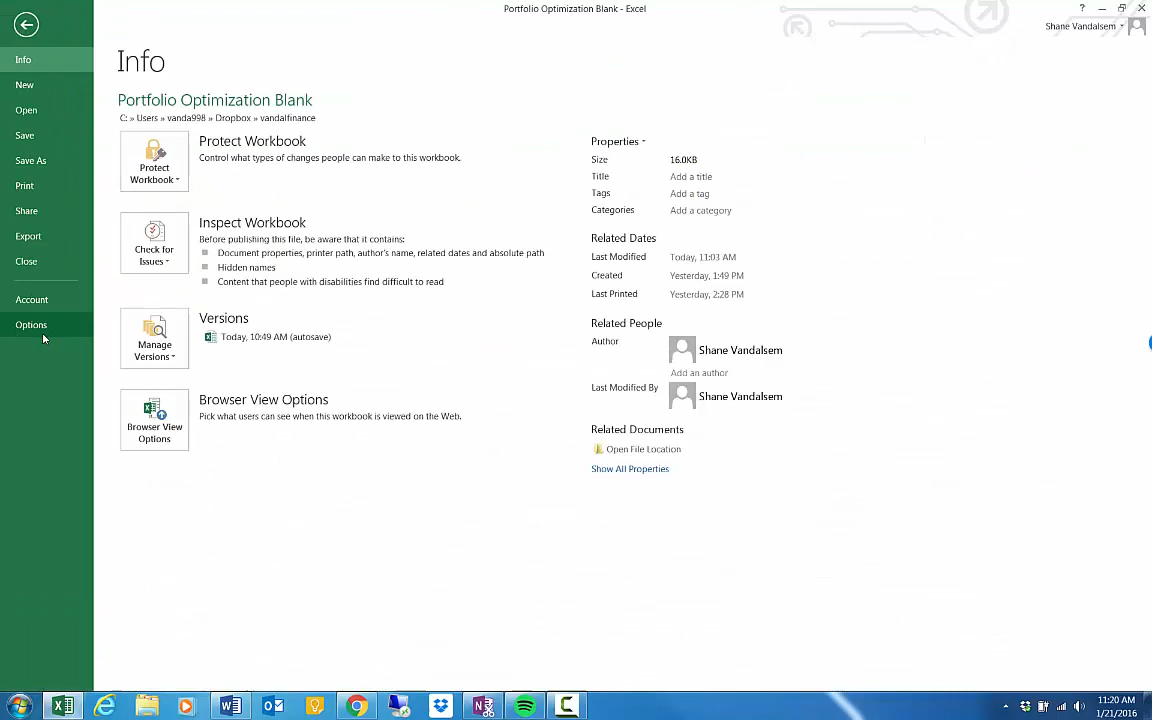 Portfolio Optimization Blank - Excel
?
Shane Vandalsem
Info
New
Open
Save
Save As
Print
Share
Export
Close
Account
Options
Info
Portfolio Optimization Blank
C: » Users » vanda998 » Dropbox » vandalfinance
Protect Workbook
Protect Workbook
Control what types of changes people can make to this workbook.
Check for Issues
Inspect Workbook
Before publishing this file, be aware that it contains:
Document properties, printer path, author's name, related dates and absolute path
Hidden names
Content that people with disabilities find difficult to read
Manage Versions
Versions
Today, 10:49 AM (autosave)
Browser View Options
Browser View Options
Pick what users can see when this workbook is viewed on the Web.
Properties
Size 16.0KB
Title Add a title
Tags Add a tag
Categories Add a category
Related Dates
Last Modified Today, 11:03 AM
Created Yesterday, 1:49 PM
Last Printed Yesterday, 2:28 PM
Related People
Author Shane Vandalsem
Add an author
Last Modified By Shane Vandalsem
Related Documents
Open File Location
Show All Properties
11:20 AM
1/21/2016